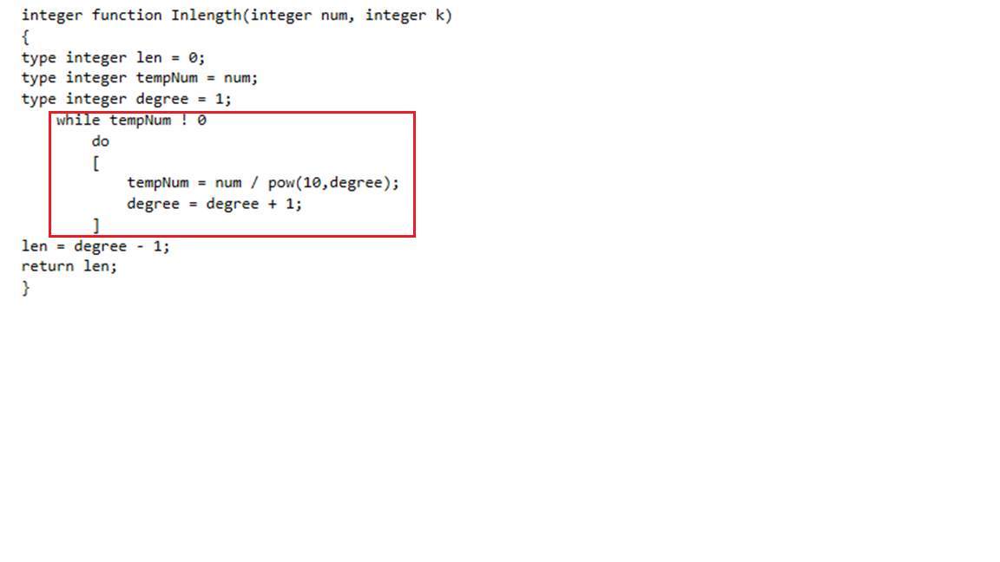 integer function Inlength(integer num, integer k)
{
type integer len = 0;
type integer tempNum = num;
type integer degree = 1;
while tempNum ! 0
do
[
tempNum = num / pow(10,degree);
degree = degree + 1;
]
len = degree - 1;
return len;
}